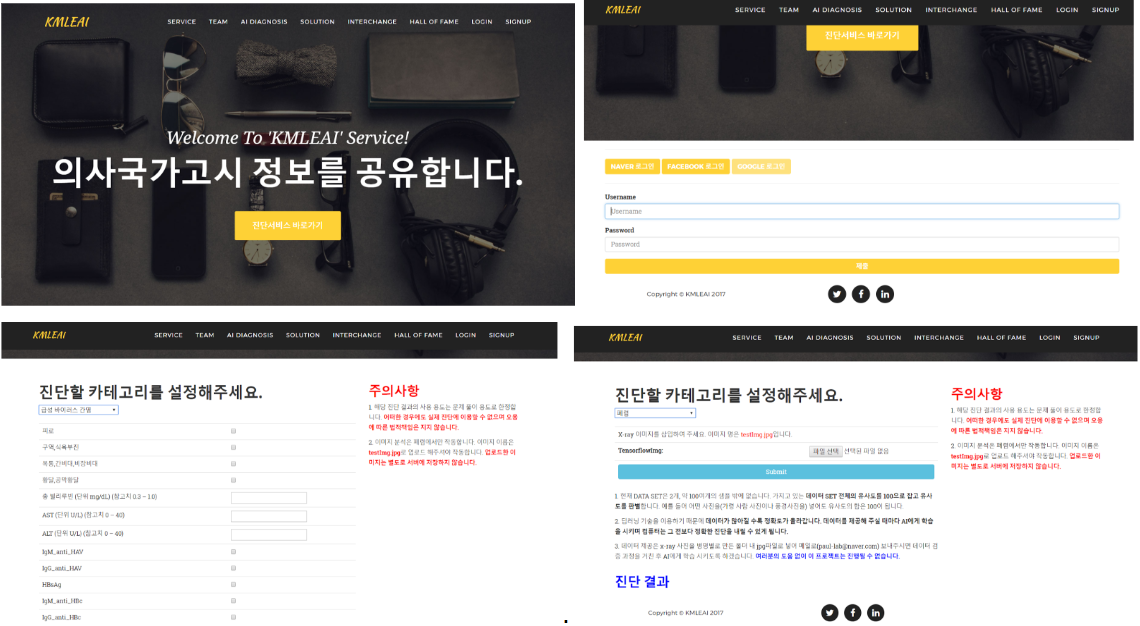 KMLEAI
SERVICE TEAM AI DIAGNOSIS SOLUTION INTERCHANGE HALL OF FAME LOGIN SIGNUP
Welcome To 'KMLEAI' Service!
의사국가고시 정보를 공유합니다.
진단서비스 바로가기
KMLEAI
SERVICE TEAM AI DIAGNOSIS SOLUTION INTERCHANGE HALL OF FAME LOGIN SIGNUP
진단서비스 바로가기
NAVER 로그인 FACEBOOK 로그인 GOOGLE 로그인
Username
Username
Password
Password
제출
Copyright © KMLEAI 2017
KMLEAI
SERVICE TEAM AI DIAGNOSIS SOLUTION INTERCHANGE HALL OF FAME LOGIN SIGNUP
진단할 카테고리를 설정해주세요.
급성 바이러스 간염
피로
구역,식욕부진
복통,간비대,비장비대
황달,공막황달
총 빌리루빈 (단위 mg/dL) (참고치 0.3 ~ 1.0)
AST (단위 U/L) (참고치 0 ~ 40)
ALT (단위 U/L) (참고치 0 ~ 40)
IgM_anti_HAV
IgG_anti_HAV
HBsAg
IgM_anti_HBc
IgG_anti_HBc
주의사항
1. 해당 진단 결과의 사용 용도는 문제 풀이 용도로 한정합
니다. 어떠한 경우에도 실제 진단에 이용할 수 없으며 오용
에 따른 법적책임은 지지 않습니다.
2. 이미지 분석은 폐렴에서만 작동합니다. 이미지 이름은
testImg.jpg로 업로드 해주셔야 작동합니다. 업로드한 이
미지는 별도로 서버에 저장하지 않습니다.
KMLEAI
SERVICE TEAM AI DIAGNOSIS SOLUTION INTERCHANGE HALL OF FAME LOGIN SIGNUP
진단할 카테고리를 설정해주세요.
폐렴
X-ray 이미지를 삽입하여 주세요. 이미지 명은 testImg.jpg입니다.
TensorflowImg: 파일 선택 선택된 파일 없음
Submit
1. 현재 DATA SET은 2개, 약 100여개의 샘플 밖에 없습니다. 가지고 있는 데이터 SET 전체의 유사도를 100으로 잡고 유사
도를 판별합니다. 예를 들어 어떤 사진을(가령 사람 사진이나 풍경사진을) 넣어도 유사도의 합은 100이 됩니다.
2. 딥러닝 기술을 이용하기 때문에 데이터가 많아질 수록 정확도가 올라갑니다. 데이터를 제공해 주실 때마다 AI에게 학습
을 시키며 컴퓨터는 그 전보다 정확한 진단을 내릴 수 있게 됩니다.
3. 데이터 제공은 x-ray 사진을 병명별로 만든 폴더 내 jpg파일로 넣어 메일로(psu-lab@naver.com) 보내주시면 데이터 검
증 과정을 거친 후 AI에게 학습 시키도록 하겠습니다. 여러분의 도움 없이 이 프로젝트는 진행될 수 없습니다.
진단 결과
Copyright © KMLEAI 2017
주의사항
1. 해당 진단 결과의 사용 용도는 문제 풀이 용도로 한정합
니다. 어떠한 경우에도 실제 진단에 이용할 수 없으며 오용
에 따른 법적책임은 지지 않습니다.
2. 이미지 분석은 폐렴에서만 작동합니다. 이미지 이름은
testImg.jpg로 업로드 해주셔야 작동합니다. 업로드한 이
미지는 별도로 서버에 저장하지 않습니다.